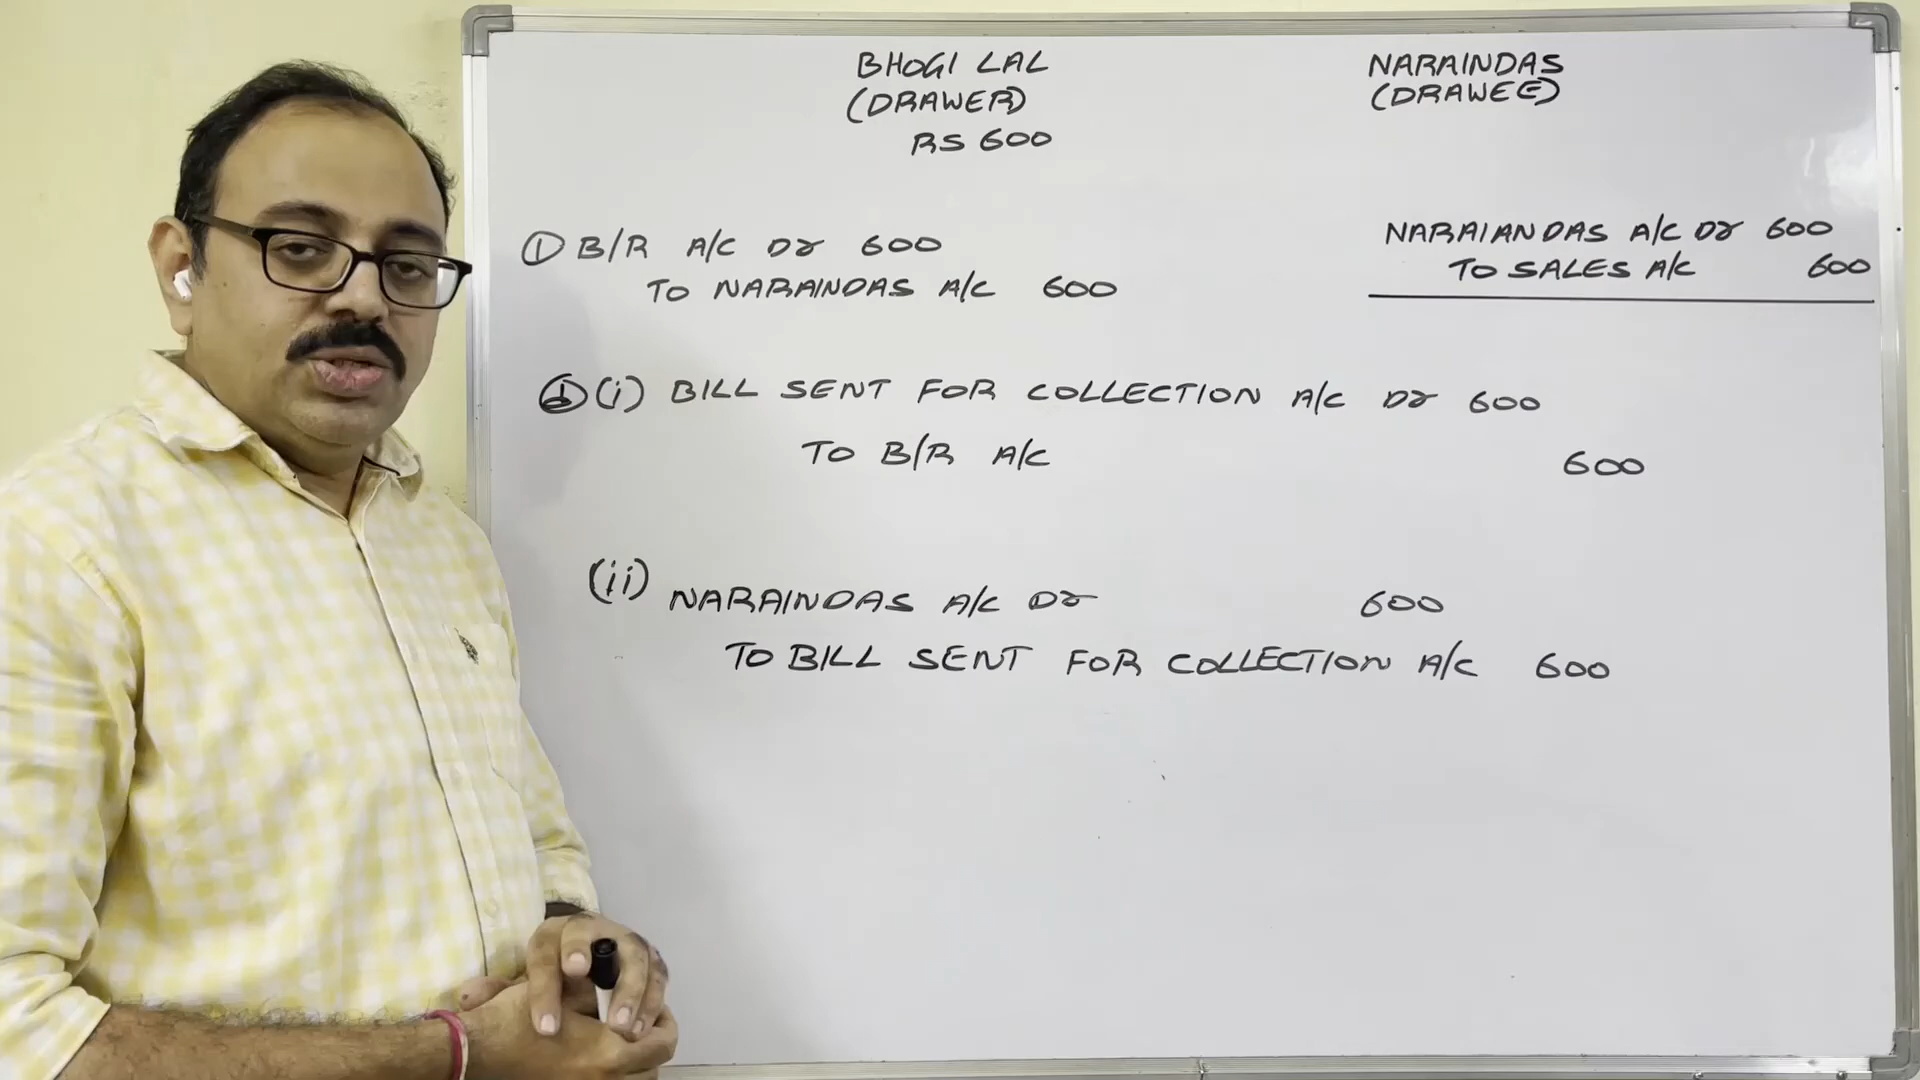 BHOGI LAL
(DRAWER)
RS 600
NARAINDAS
(DRAWEE)
NARAIANDAS A/C Dr 600
TO SALES A/C 600
① B/R A/C Dr 600
TO NARAINDAS A/C 600
(i) BILL SENT FOR COLLECTION A/C Dr 600
TO B/R A/C 600
(ii) NARAINDAS A/C Dr 600
TO BILL SENT FOR COLLECTION A/C 600